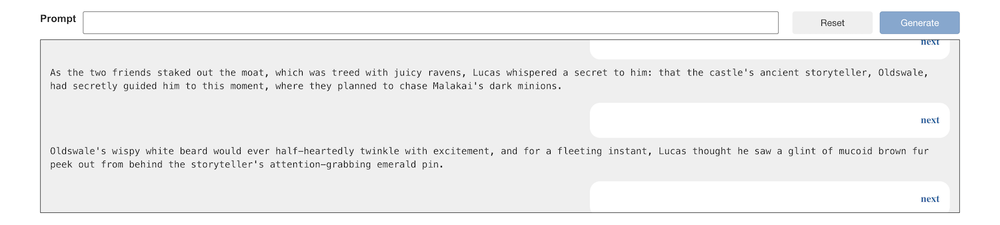 Prompt
Reset
Generate
next
As the two friends staked out the moat, which was treed with juicy ravens, Lucas whispered a secret to him: that the castle's ancient storyteller, Oldswale,
had secretly guided him to this moment, where they planned to chase Malakai's dark minions.
next
Oldswale's wispy white beard would ever half-heartedly twinkle with excitement, and for a fleeting instant, Lucas thought he saw a glint of mucoid brown fur
peek out from behind the storyteller's attention-grabbing emerald pin.
next